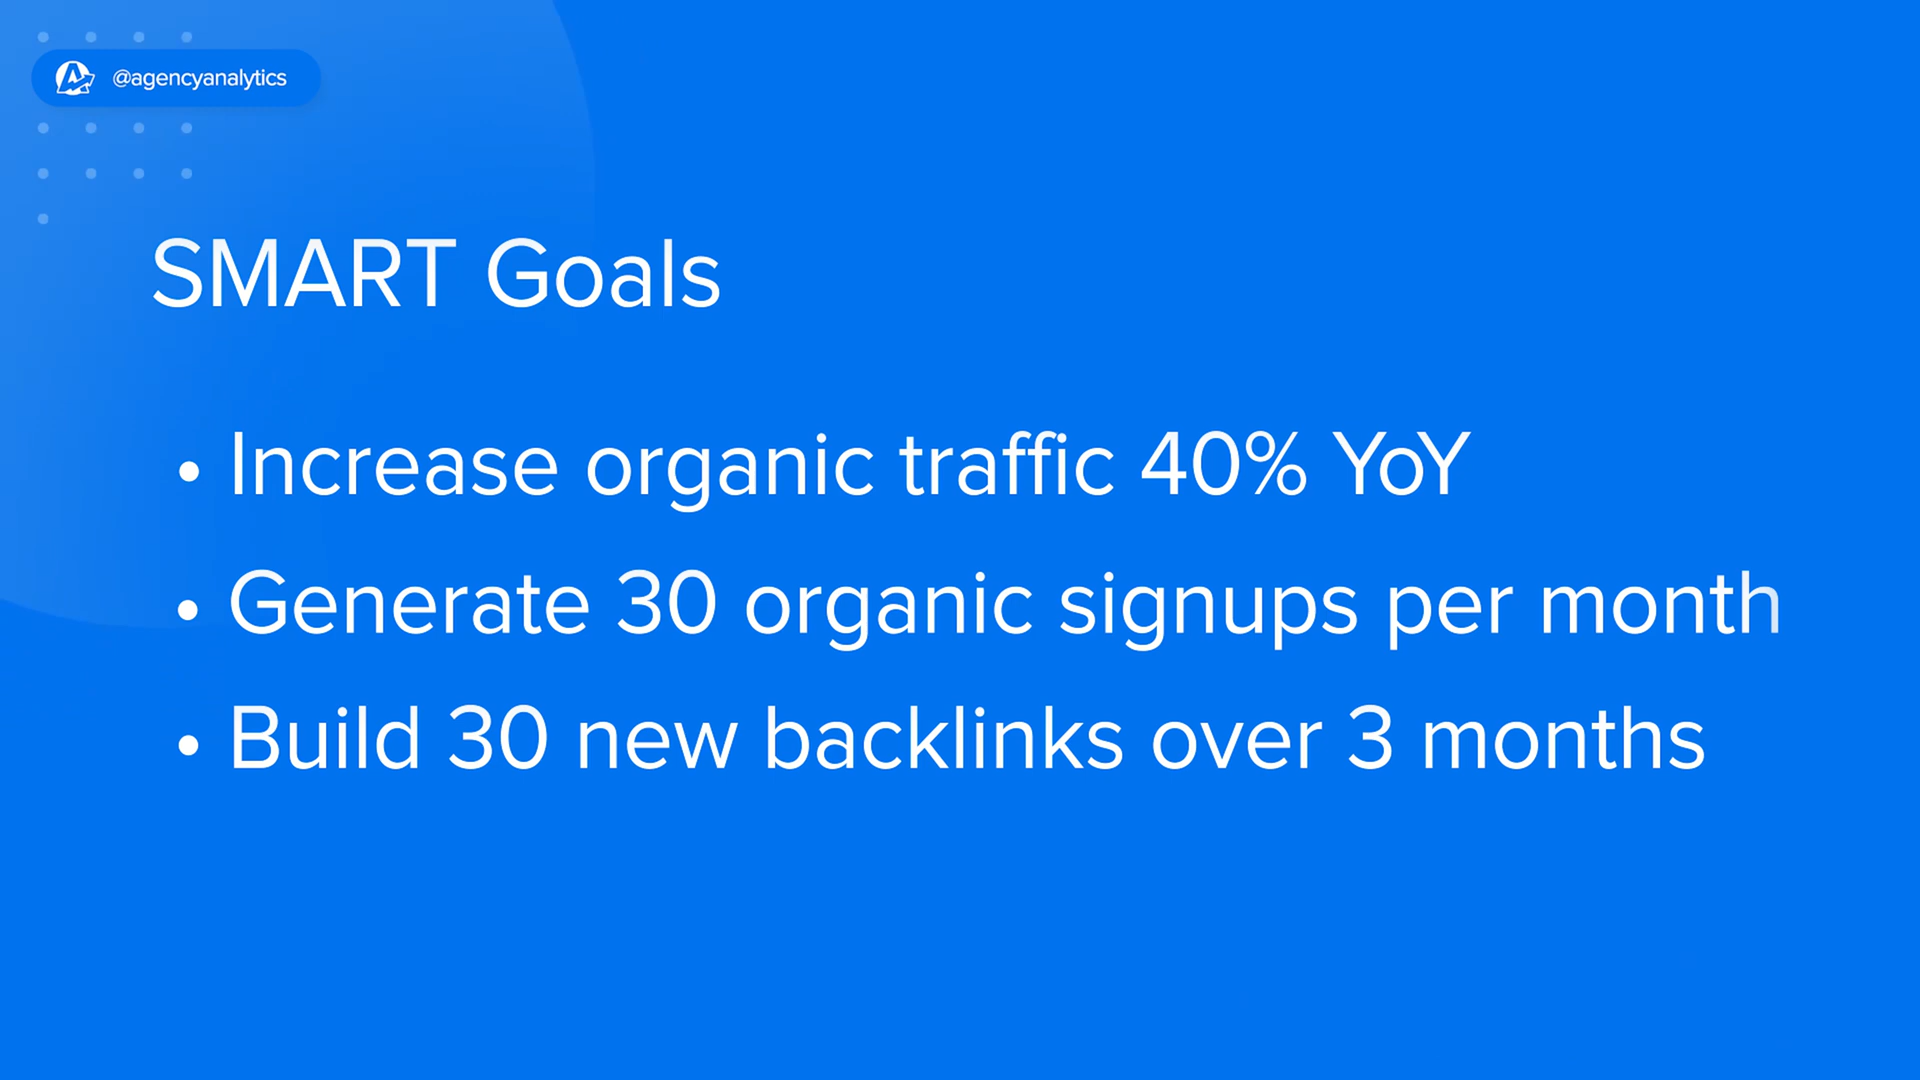 @agencyanalytics
SMART Goals
• Increase organic traffic 40% YoY
• Generate 30 organic signups per month
• Build 30 new backlinks over 3 months